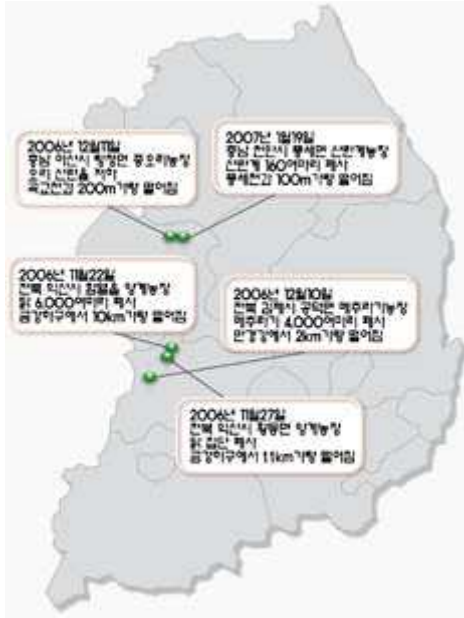 2006년 12월11일
충남 아산시 탕정면 종오리농장
오리 산란율 저하
곡교천과 200m가량 떨어짐
2007년 1월19일
충남 천안시 풍세면 산란계농장
산란계 160여마리 폐사
풍세천과 100m가량 떨어짐
2006년 11월22일
전북 익산시 함열읍 양계농장
닭 6,000여마리 폐사
금강하구에서 10km가량 떨어짐
2006년 12월10일
전북 김제시 공덕면 메추리기농장
메추리기 4,000여마리 폐사
만경강에서 2km가량 떨어짐
2006년 11월27일
전북 익산시 황등면 양계농장
닭 집단 폐사
금강하구에서 11km가량 떨어짐